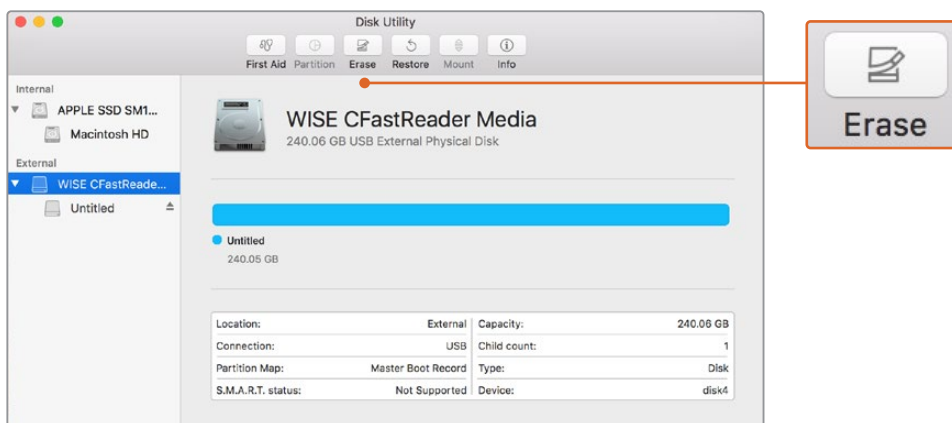 Disk Utility
First Aid Partition Erase Restore Mount Info
Erase
Internal
APPLE SSD SM1...
Macintosh HD
External
WISE CFastReade...
Untitled
WISE CFastReader Media
240.06 GB USB External Physical Disk
Untitled
240.05 GB
Location: External Capacity: 240.06 GB
Connection: USB Child count: 1
Partition Map: Master Boot Record Type: Disk
S.M.A.R.T. status: Not Supported Device: disk4